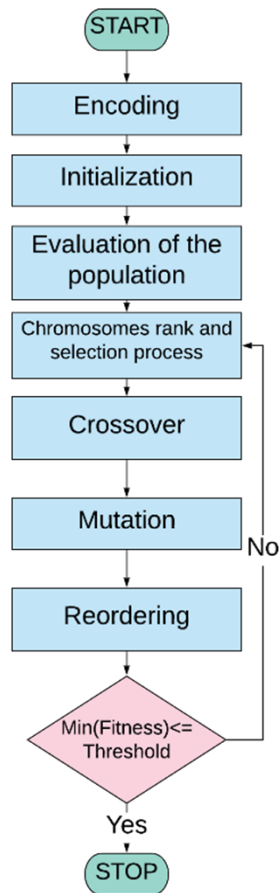 START
Encoding
Initialization
Evaluation of the
population
Chromosomes rank and
selection process
Crossover
Mutation
No
Reordering
Min(Fitness)<=
Threshold
Yes
STOP